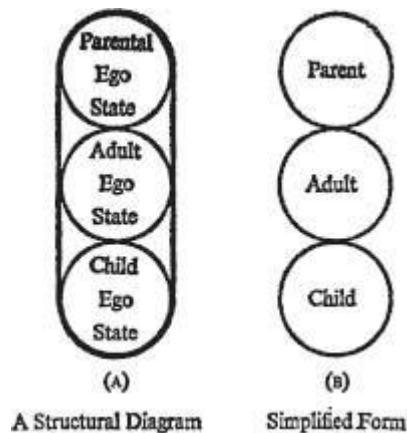 Parental
Ego
State
Adult
Ego
State
Child
Ego
State
(A)
A Structural Diagram
Parent
Adult
Child
(B)
Simplified Form